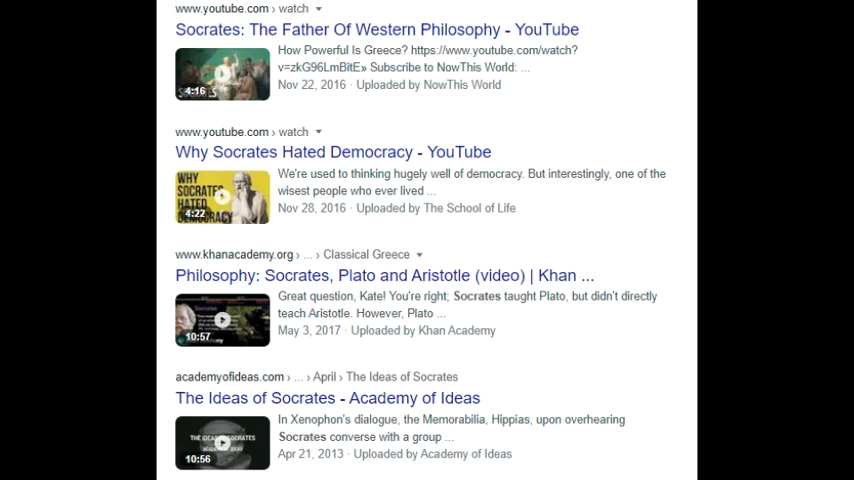 www.youtube.com › watch
Socrates: The Father Of Western Philosophy - YouTube
How Powerful Is Greece? https://www.youtube.com/watch?
v=zkG96LmBitE» Subscribe to NowThis World: ...
4:16
Nov 22, 2016 · Uploaded by NowThis World
www.youtube.com › watch
Why Socrates Hated Democracy - YouTube
We're used to thinking hugely well of democracy. But interestingly, one of the
wisest people who ever lived ...
WHY
SOCRATES
HATED
DEMOCRACY
4:22
Nov 28, 2016 · Uploaded by The School of Life
www.khanacademy.org › ... › Classical Greece
Philosophy: Socrates, Plato and Aristotle (video) | Khan ...
Great question, Kate! You're right; Socrates taught Plato, but didn't directly
teach Aristotle. However, Plato ...
Socrates
10:57
May 3, 2017 · Uploaded by Khan Academy
academyofideas.com › ... › April › The Ideas of Socrates
The Ideas of Socrates - Academy of Ideas
In Xenophon's dialogue, the Memorabilia, Hippias, upon overhearing
Socrates converse with a group ...
THE IDEAS OF SOCRATES
10:56
Apr 21, 2013 · Uploaded by Academy of Ideas